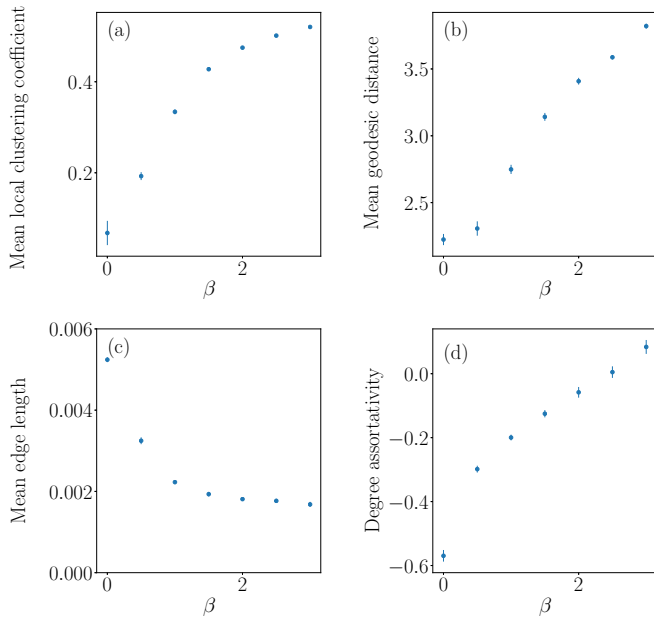 (a)
Mean local clustering coefficient
0.4
0.2
0
2
β
(b)
Mean geodesic distance
3.5
3.0
2.5
0
2
β
(c)
Mean edge length
0.006
0.004
0.002
0.000
0
2
β
(d)
Degree assortativity
0.0
−0.2
−0.4
−0.6
0
2
β